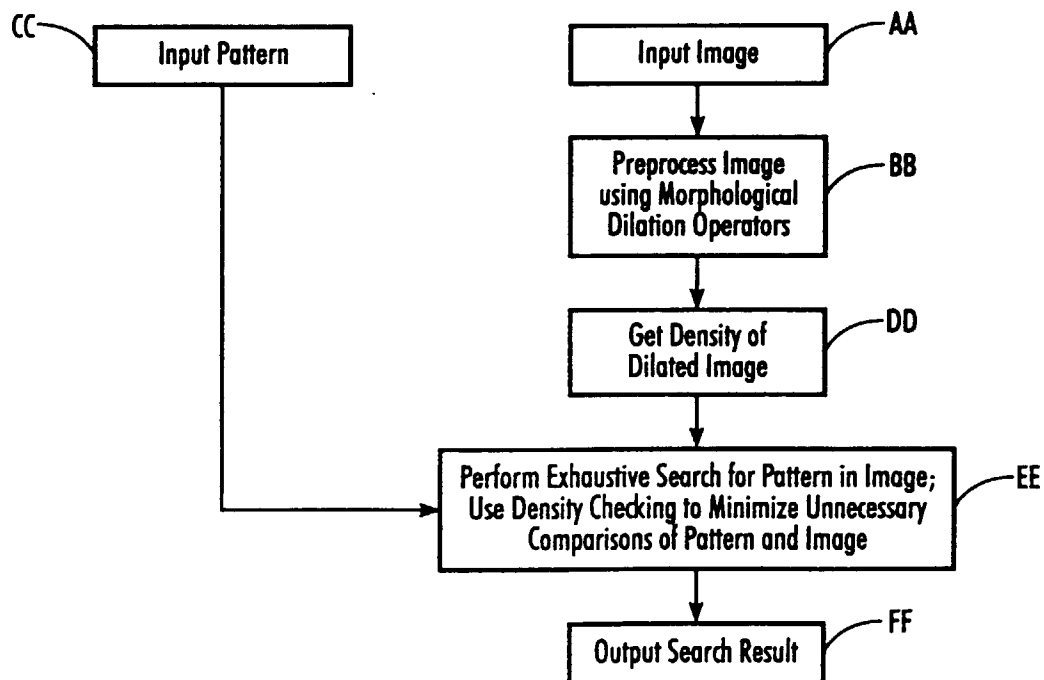 CC
Input Pattern
AA
Input Image
BB
Preprocess Image
using Morphological
Dilation Operators
DD
Get Density of
Dilated Image
EE
Perform Exhaustive Search for Pattern in Image;
Use Density Checking to Minimize Unnecessary
Comparisons of Pattern and Image
FF
Output Search Result